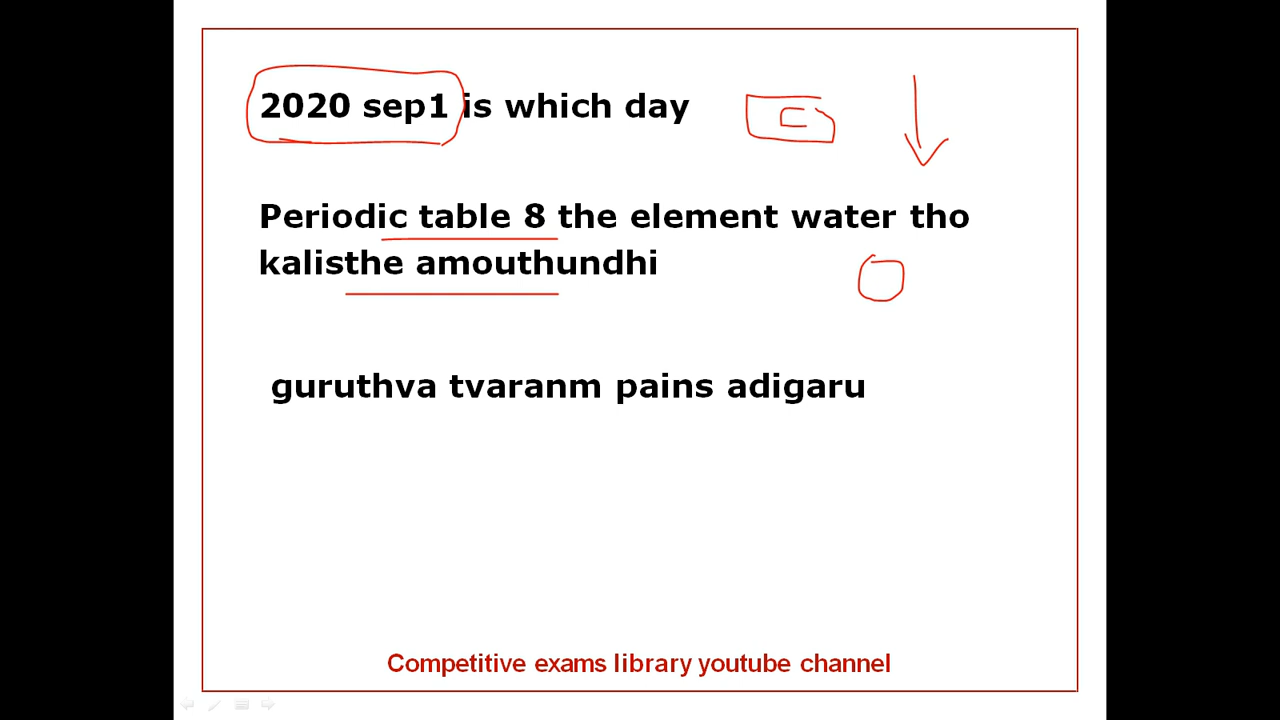 2020 sep1 is which day
Periodic table 8 the element water tho
kalisthe amouthundhi
guruthva tvaranm pains adigaru
Competitive exams library youtube channel